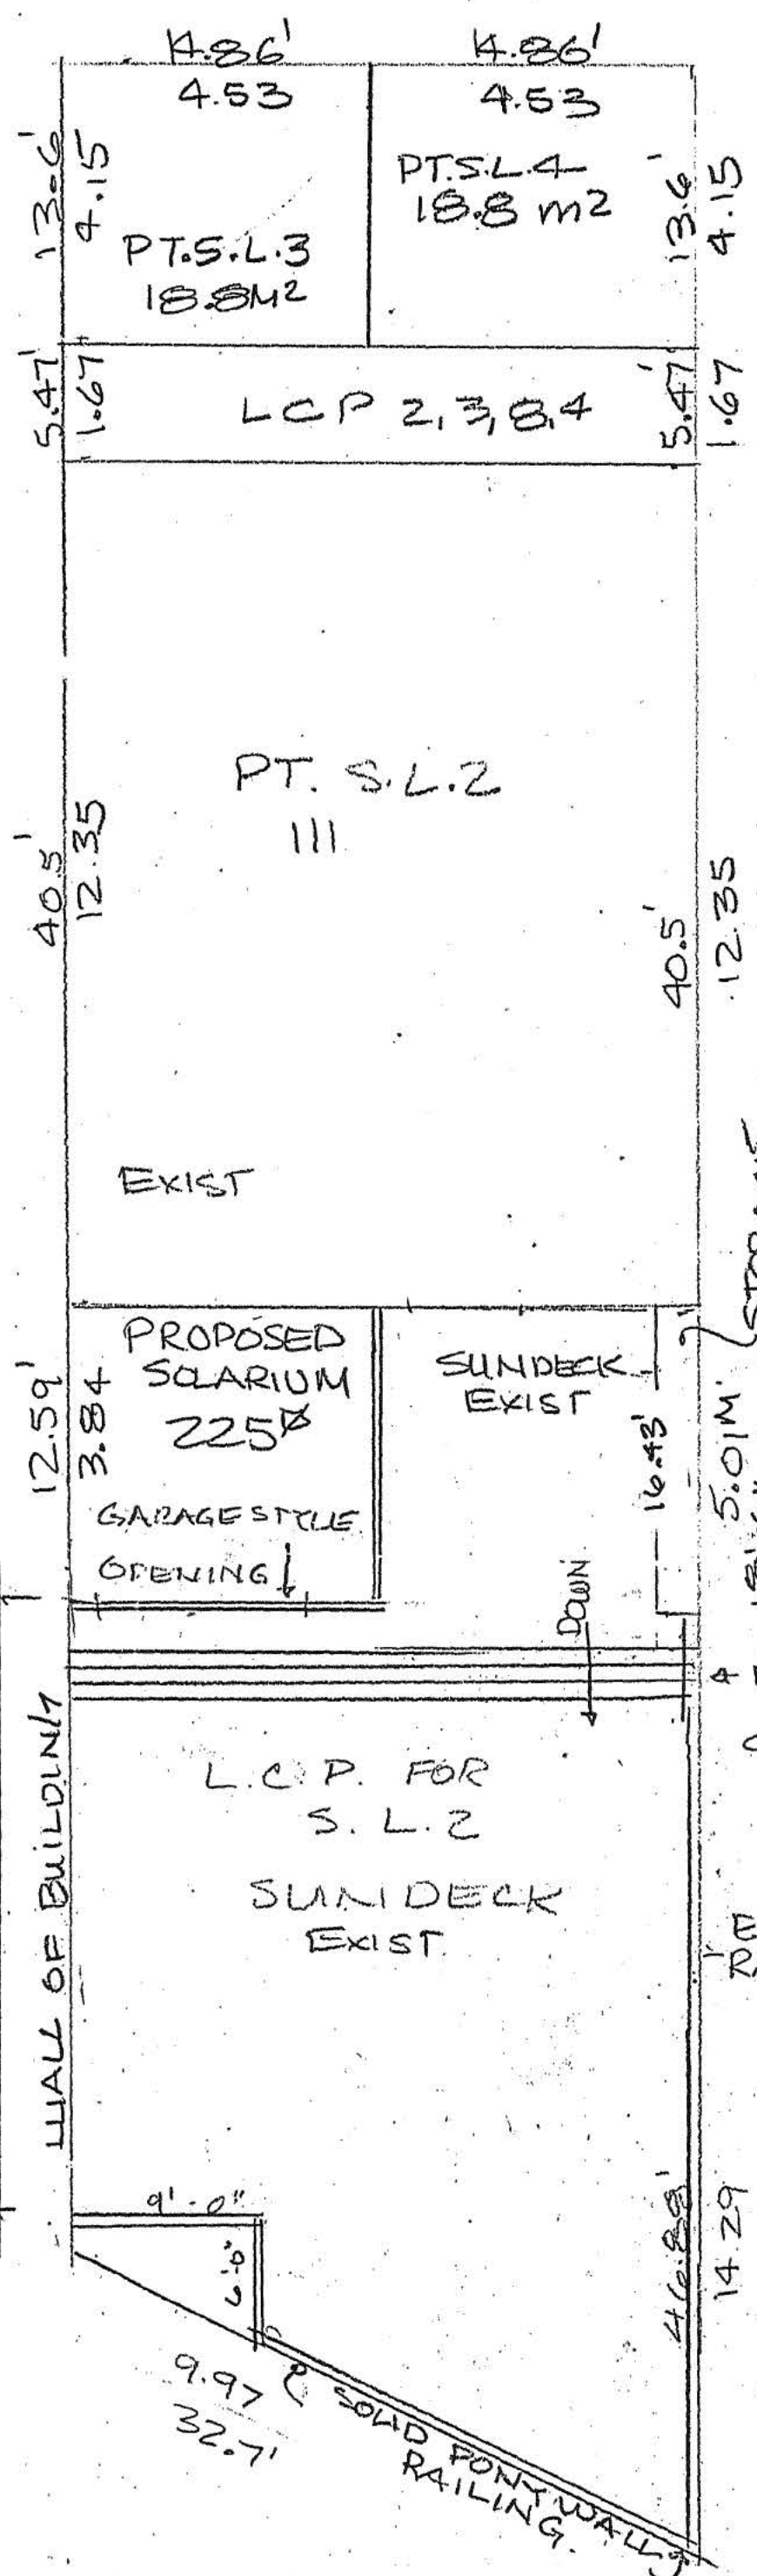 14.86' 14.86'
4.53 4.53
13.6' 4.15
PT.S.L.3
18.8M2
PT.S.L.4
18.8 m2
13.6' 4.15
5.47' 1.67
LCP 2,3,8,4
5.47' 1.67
PT. S.L.2
111
40.5' 12.35
40.5' 12.35
EXIST
PROPOSED
SOLARIUM
225
GARAGE STYLE
OPENING
12.59' 3.84
SUNDECK
EXIST
16.43'
5.01M
DOWN
4
L.C.P. FOR
S.L.2
SUNDECK
EXIST.
WALL OF BUILDING
9'-0"
6'-0"
46.88' 14.29
9.97
32.7'
SOLID PONY WALL
RAILING.